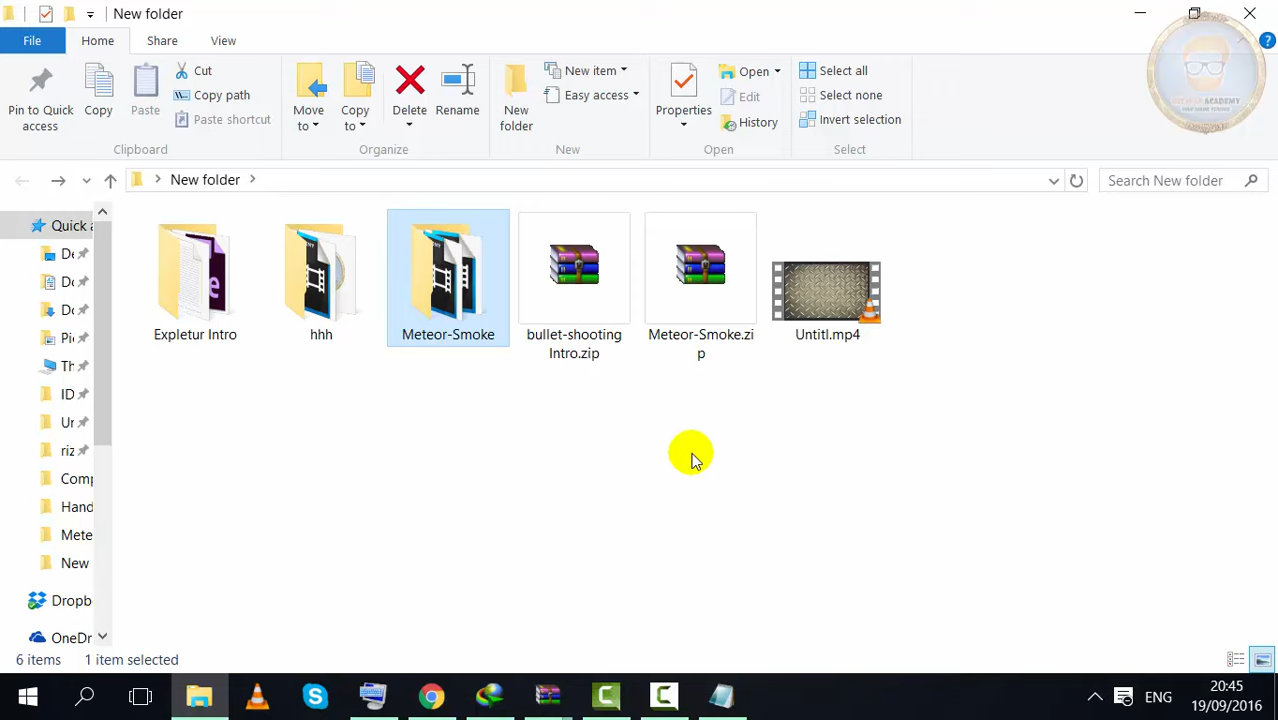 New folder
File
Home
Share
View
Pin to Quick
access
Copy
Paste
Cut
Copy path
Paste shortcut
Clipboard
Move
to
Copy
to
Delete
Rename
Organize
New
folder
New item
Easy access
New
Properties
Open
Edit
History
Open
Select all
Select none
Invert selection
Select
New folder
Search New folder
Quick a
De
Do
Do
Pic
Th
ID
Ur
riz
Comp
Hand
Mete
New
Dropb
OneDr
Expletur Intro
hhh
Meteor-Smoke
bullet-shooting
Intro.zip
Meteor-Smoke.zi
p
Untitl.mp4
6 items
1 item selected
ENG
20:45
19/09/2016